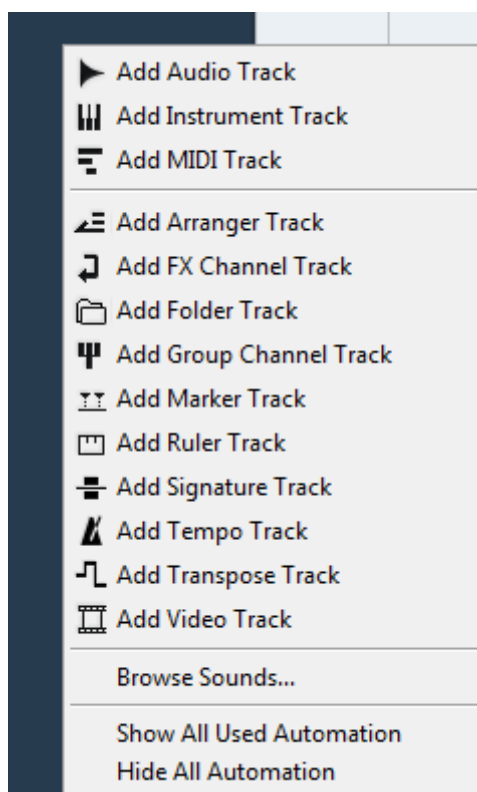 Add Audio Track
Add Instrument Track
Add MIDI Track
Add Arranger Track
Add FX Channel Track
Add Folder Track
Add Group Channel Track
Add Marker Track
Add Ruler Track
Add Signature Track
Add Tempo Track
Add Transpose Track
Add Video Track
Browse Sounds...
Show All Used Automation
Hide All Automation